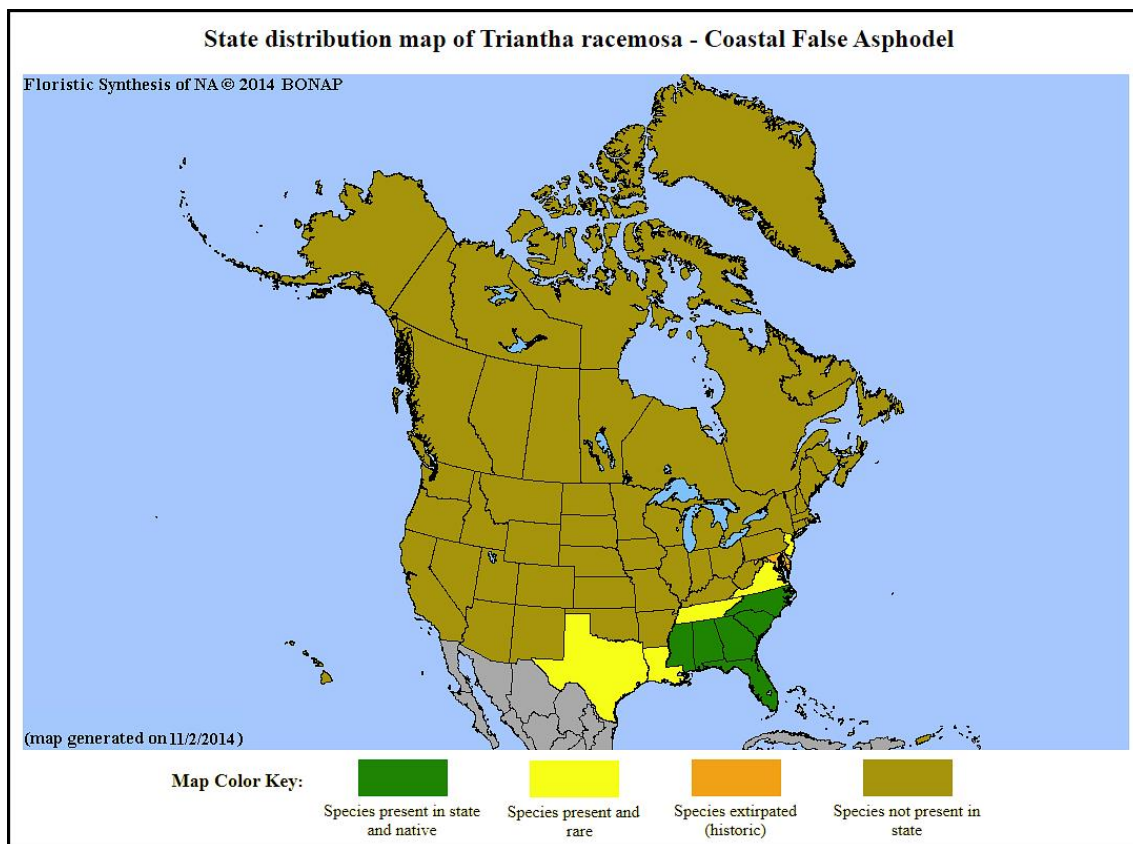 State distribution map of Triantha racemosa - Coastal False Asphodel
Floristic Synthesis of NA © 2014 BONAP
(map generated on 11/2/2014)
Map Color Key:
Species present in state
and native
Species present and
rare
Species extirpated
(historic)
Species not present in
state